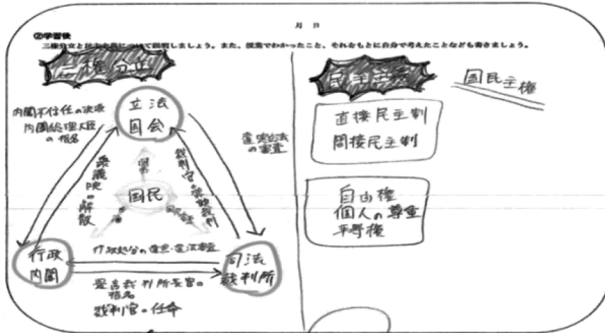 月 日
②学習後
三権分立と民主主義について説明しましょう。また、授業でわかったこと、それをもとに自分で考えたことなども書きましょう。
三権分立
内閣不信任の決議
内閣総理大臣
の指名
立法
国会
違憲立法
の審査
衆議院の解散
裁判官の弾劾裁判
国民
行政
内閣
行政処分の違憲・違法審査
司法
裁判所
最高裁判所長官の
指名
裁判官の任命
民主主義
国民主権
直接民主制
間接民主制
自由権
個人の尊重
平等権